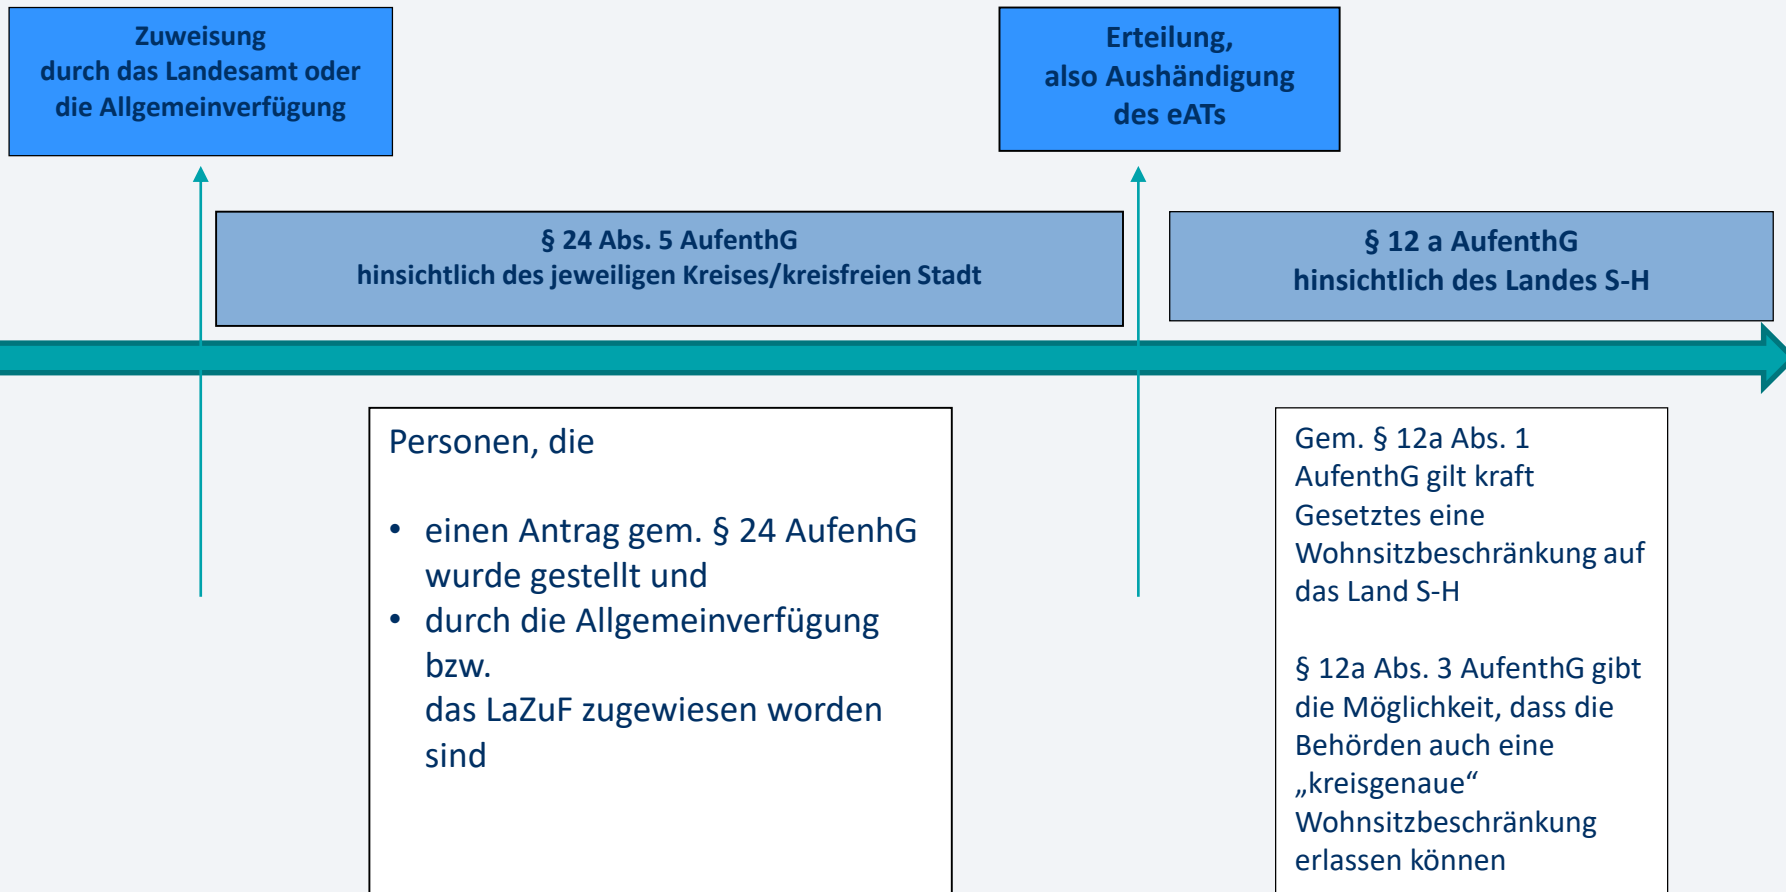 Zuweisung
durch das Landesamt oder
die Allgemeinverfügung
Erteilung,
also Aushändigung
des eATs
§ 24 Abs. 5 AufenthG
hinsichtlich des jeweiligen Kreises/kreisfreien Stadt
§ 12 a AufenthG
hinsichtlich des Landes S-H
Personen, die
• einen Antrag gem. § 24 AufenhG
wurde gestellt und
• durch die Allgemeinverfügung
bzw.
das LaZuF zugewiesen worden
sind
Gem. § 12a Abs. 1
AufenthG gilt kraft
Gesetztes eine
Wohnsitzbeschränkung auf
das Land S-H
§ 12a Abs. 3 AufenthG gibt
die Möglichkeit, dass die
Behörden auch eine
„kreisgenaue“
Wohnsitzbeschränkung
erlassen können